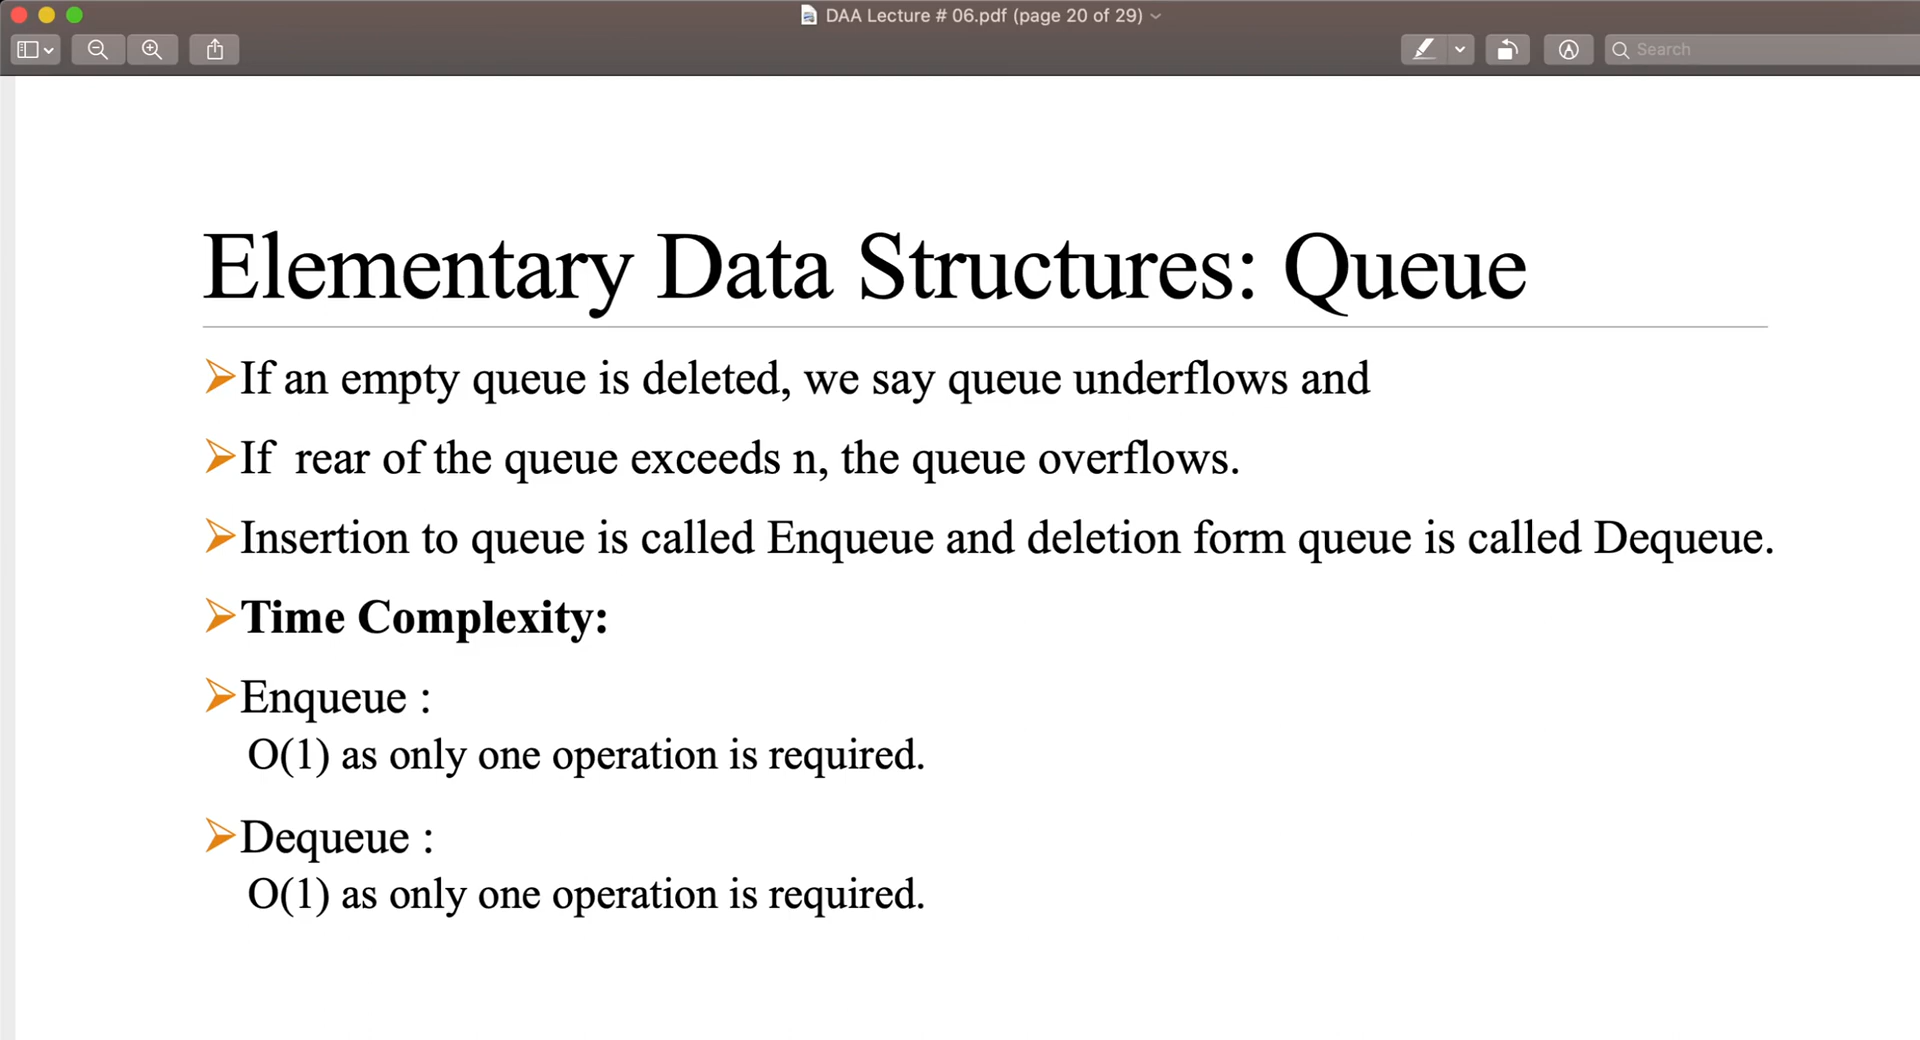 DAA Lecture # 06.pdf (page 20 of 29)
Search
Elementary Data Structures: Queue
➢If an empty queue is deleted, we say queue underflows and
➢If rear of the queue exceeds n, the queue overflows.
➢Insertion to queue is called Enqueue and deletion form queue is called Dequeue.
➢Time Complexity:
➢Enqueue :
O(1) as only one operation is required.
➢Dequeue :
O(1) as only one operation is required.